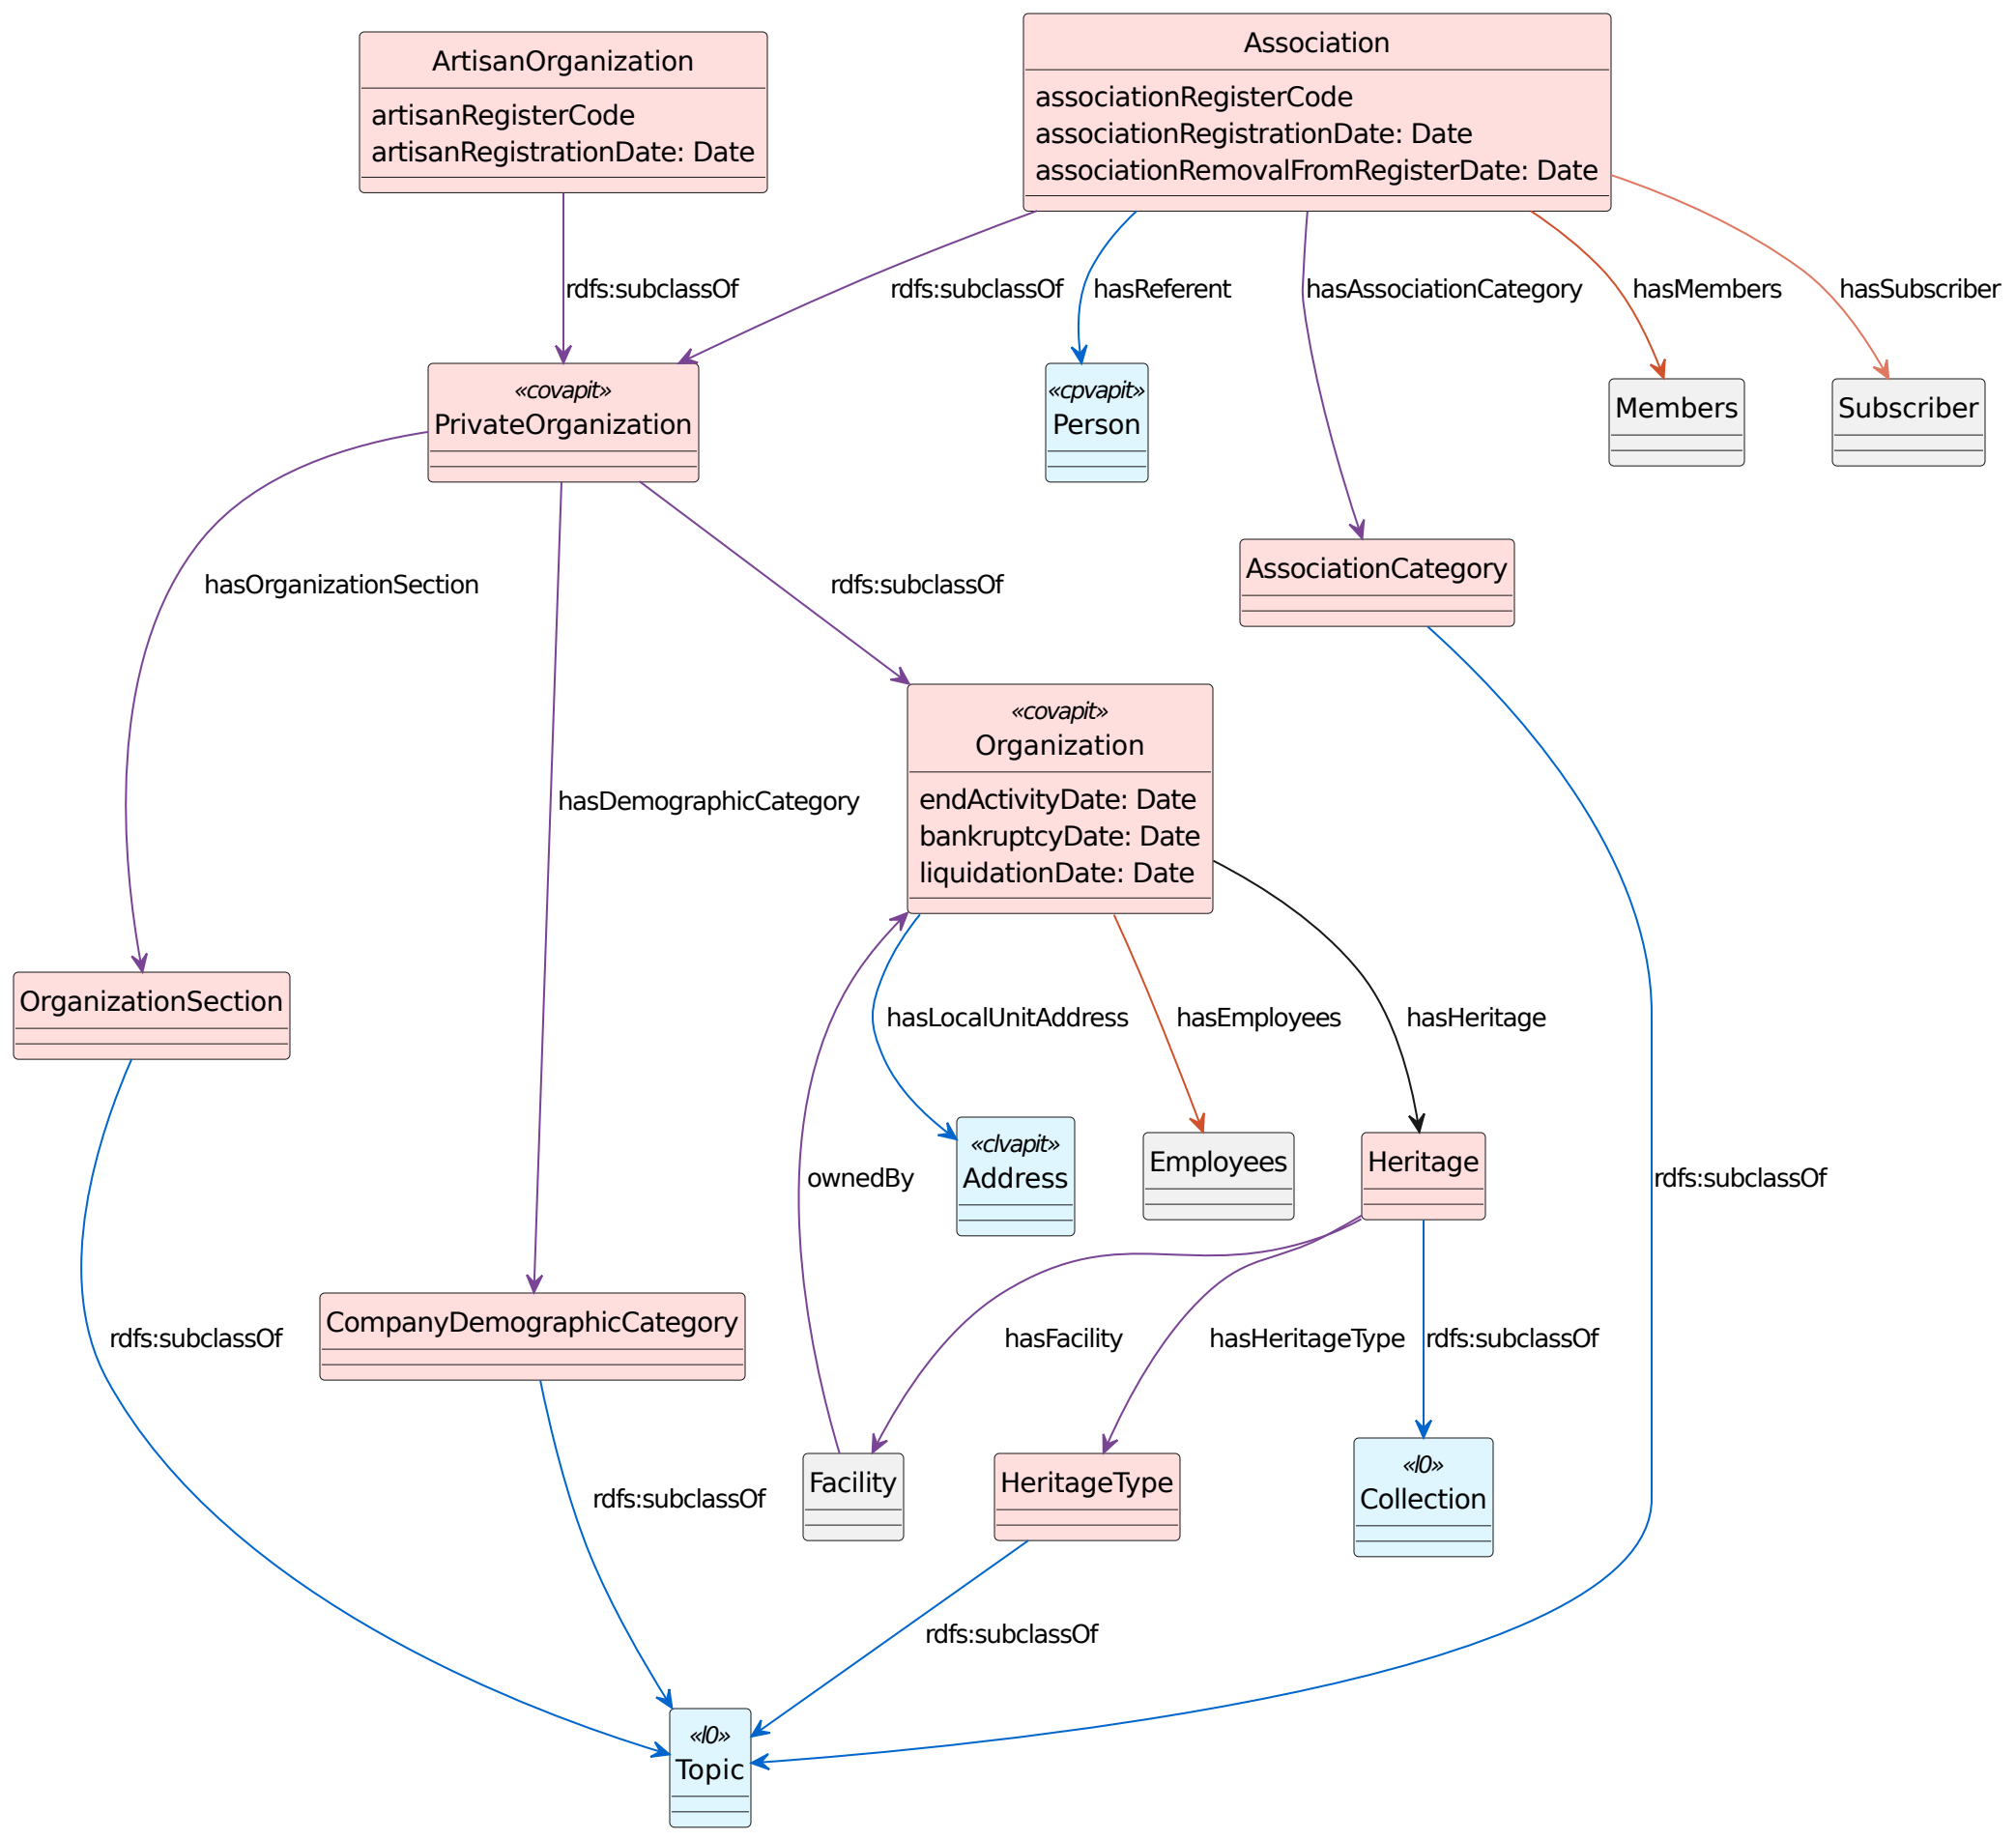 ArtisanOrganization
artisanRegisterCode
artisanRegistrationDate: Date
Association
associationRegisterCode
associationRegistrationDate: Date
associationRemovalFromRegisterDate: Date
rdfs:subclassOf
rdfs:subclassOf
hasReferent
hasAssociationCategory
hasMembers
hasSubscriber
«covapit»
PrivateOrganization
«cpvapit»
Person
Members
Subscriber
hasOrganizationSection
rdfs:subclassOf
AssociationCategory
«covapit»
Organization
endActivityDate: Date
bankruptcyDate: Date
liquidationDate: Date
hasDemographicCategory
OrganizationSection
hasLocalUnitAddress
hasEmployees
hasHeritage
ownedBy
«clvapit»
Address
Employees
Heritage
rdfs:subclassOf
rdfs:subclassOf
CompanyDemographicCategory
hasFacility
hasHeritageType
rdfs:subclassOf
rdfs:subclassOf
Facility
HeritageType
«l0»
Collection
rdfs:subclassOf
«l0»
Topic